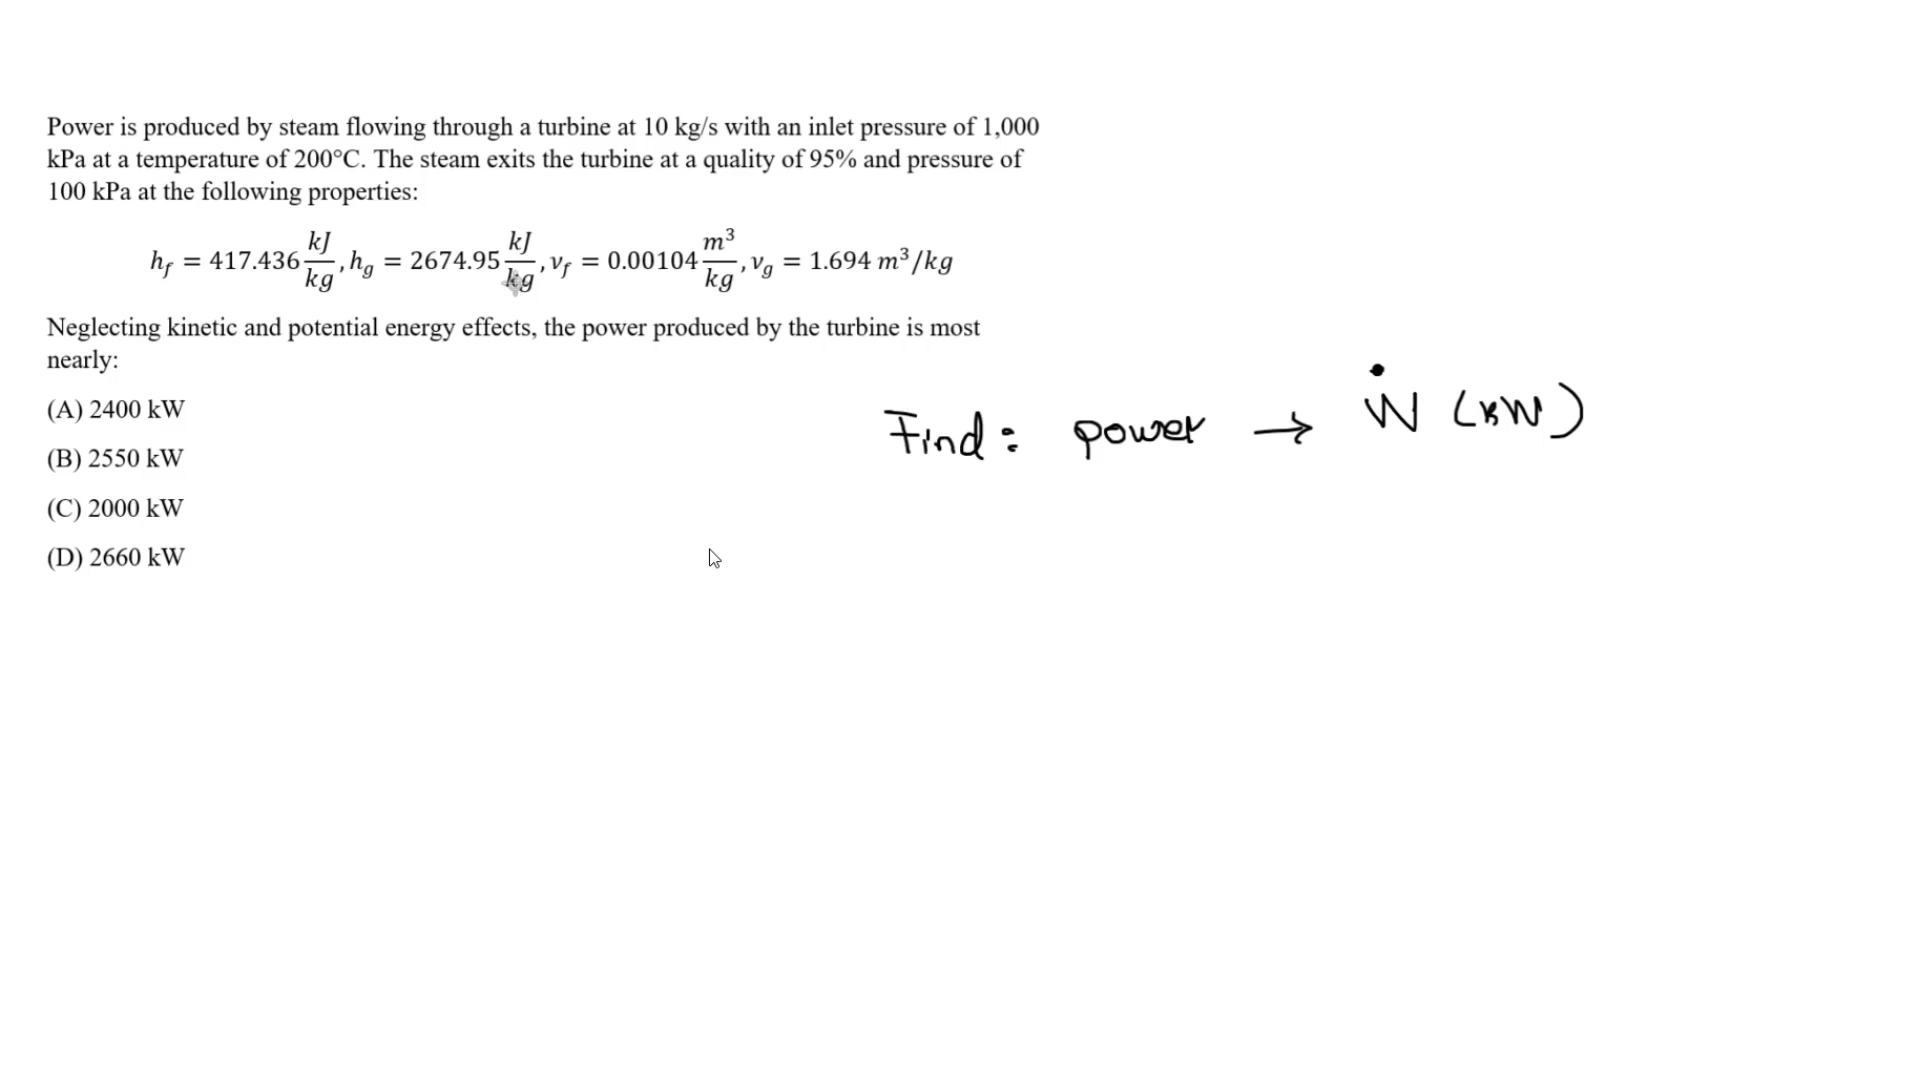 Power is produced by steam flowing through a turbine at 10 kg/s with an inlet pressure of 1,000
kPa at a temperature of 200°C. The steam exits the turbine at a quality of 95% and pressure of
100 kPa at the following properties:
h_f = 417.436 kJ/kg, h_g = 2674.95 kJ/kg, v_f = 0.00104 m³/kg, v_g = 1.694 m³/kg
Neglecting kinetic and potential energy effects, the power produced by the turbine is most
nearly:
(A) 2400 kW
(B) 2550 kW
(C) 2000 kW
(D) 2660 kW
Find: power → Ẇ (kW)